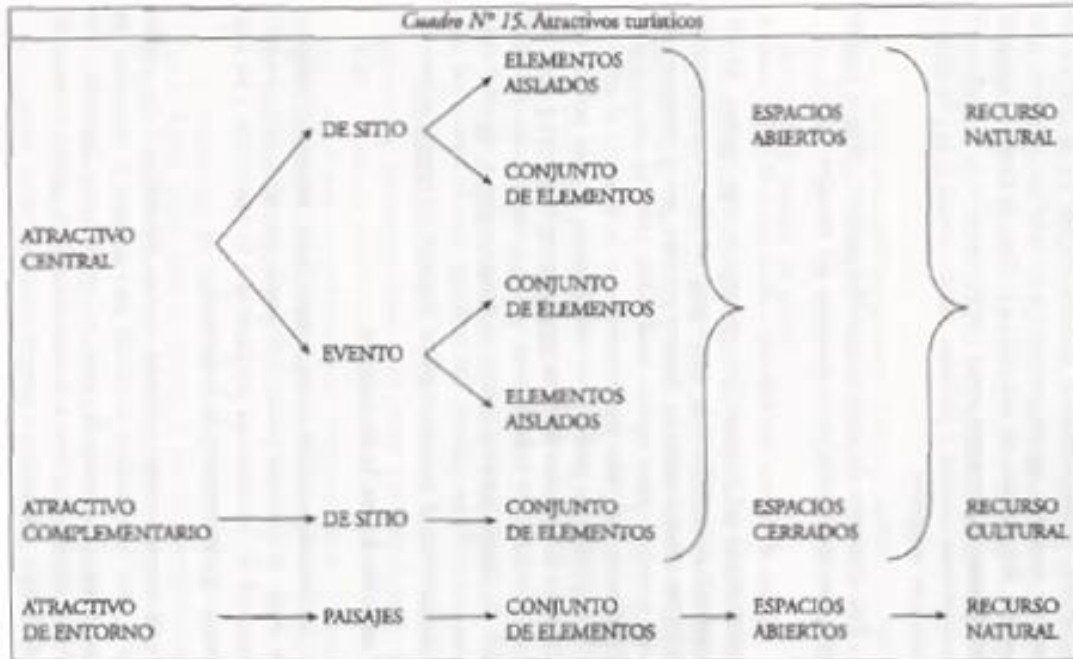 Cuadro N° 15. Atractivos turísticos
ELEMENTOS
AISLADOS
ESPACIOS
ABIERTOS
RECURSO
NATURAL
DE SITIO
CONJUNTO
DE ELEMENTOS
ATRACTIVO
CENTRAL
CONJUNTO
DE ELEMENTOS
EVENTO
ELEMENTOS
AISLADOS
ATRACTIVO
COMPLEMENTARIO
DE SITIO
CONJUNTO
DE ELEMENTOS
ESPACIOS
CERRADOS
RECURSO
CULTURAL
ATRACTIVO
DE ENTORNO
PAISAJES
CONJUNTO
DE ELEMENTOS
ESPACIOS
ABIERTOS
RECURSO
NATURAL